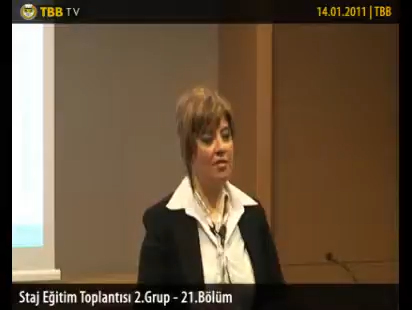 TBB TV
14.01.2011 | TBB
Staj Eğitim Toplantısı 2.Grup - 21.Bölüm